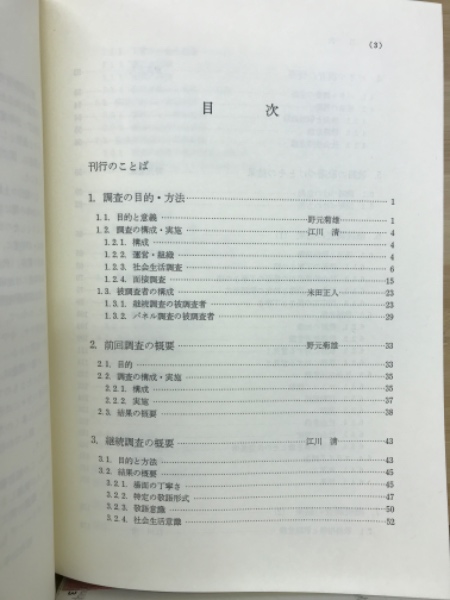 (3)
目　次
刊行のことば
1. 調査の目的・方法……1
1.1. 目的と意義……野元菊雄……1
1.2. 調査の構成・実施……江川 清……4
1.2.1. 構成……4
1.2.2. 運営・組織……4
1.2.3. 社会生活調査……6
1.2.4. 面接調査……15
1.3. 被調査者の構成……米田正人……23
1.3.1. 継続調査の被調査者……23
1.3.2. パネル調査の被調査者……29
2. 前回調査の概要……野元菊雄……33
2.1. 目的……33
2.2. 調査の構成・実施……35
2.2.1. 構成……35
2.2.2. 実施……37
2.3. 結果の概要……38
3. 継続調査の概要……江川 清……43
3.1. 目的と方法……43
3.2. 結果の概要……45
3.2.1. 場面の丁寧さ……45
3.2.2. 特定の敬語形式……47
3.2.3. 敬語意識……50
3.2.4. 社会生活意識……52